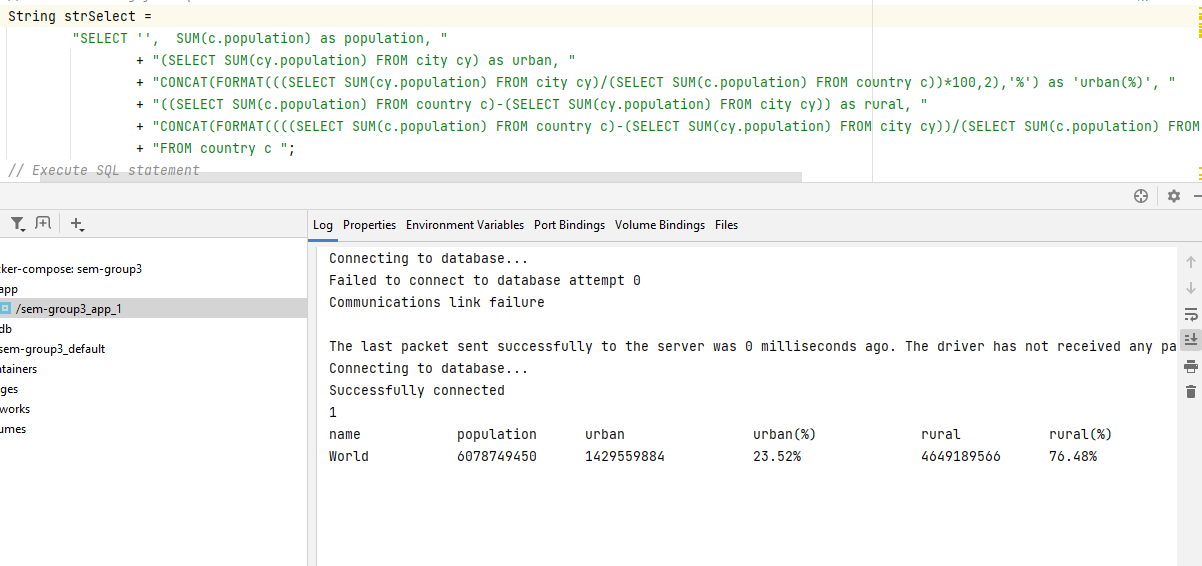 String strSelect =
"SELECT '',  SUM(c.population) as population, "
+ "(SELECT SUM(cy.population) FROM city cy) as urban, "
+ "CONCAT(FORMAT(((SELECT SUM(cy.population) FROM city cy)/(SELECT SUM(c.population) FROM country c))*100,2),'%') as 'urban(%)', "
+ "((SELECT SUM(c.population) FROM country c)-(SELECT SUM(cy.population) FROM city cy)) as rural, "
+ "CONCAT(FORMAT((((SELECT SUM(c.population) FROM country c)-(SELECT SUM(cy.population) FROM city cy))/(SELECT SUM(c.population) FROM
+ "FROM country c ";
// Execute SQL statement
Log Properties Environment Variables Port Bindings Volume Bindings Files
ker-compose: sem-group3
app
/sem-group3_app_1
db
sem-group3_default
tainers
ges
works
umes
Connecting to database...
Failed to connect to database attempt 0
Communications link failure
The last packet sent successfully to the server was 0 milliseconds ago. The driver has not received any pa
Connecting to database...
Successfully connected
1
name population urban urban(%) rural rural(%)
World 6078749450 1429559884 23.52% 4649189566 76.48%